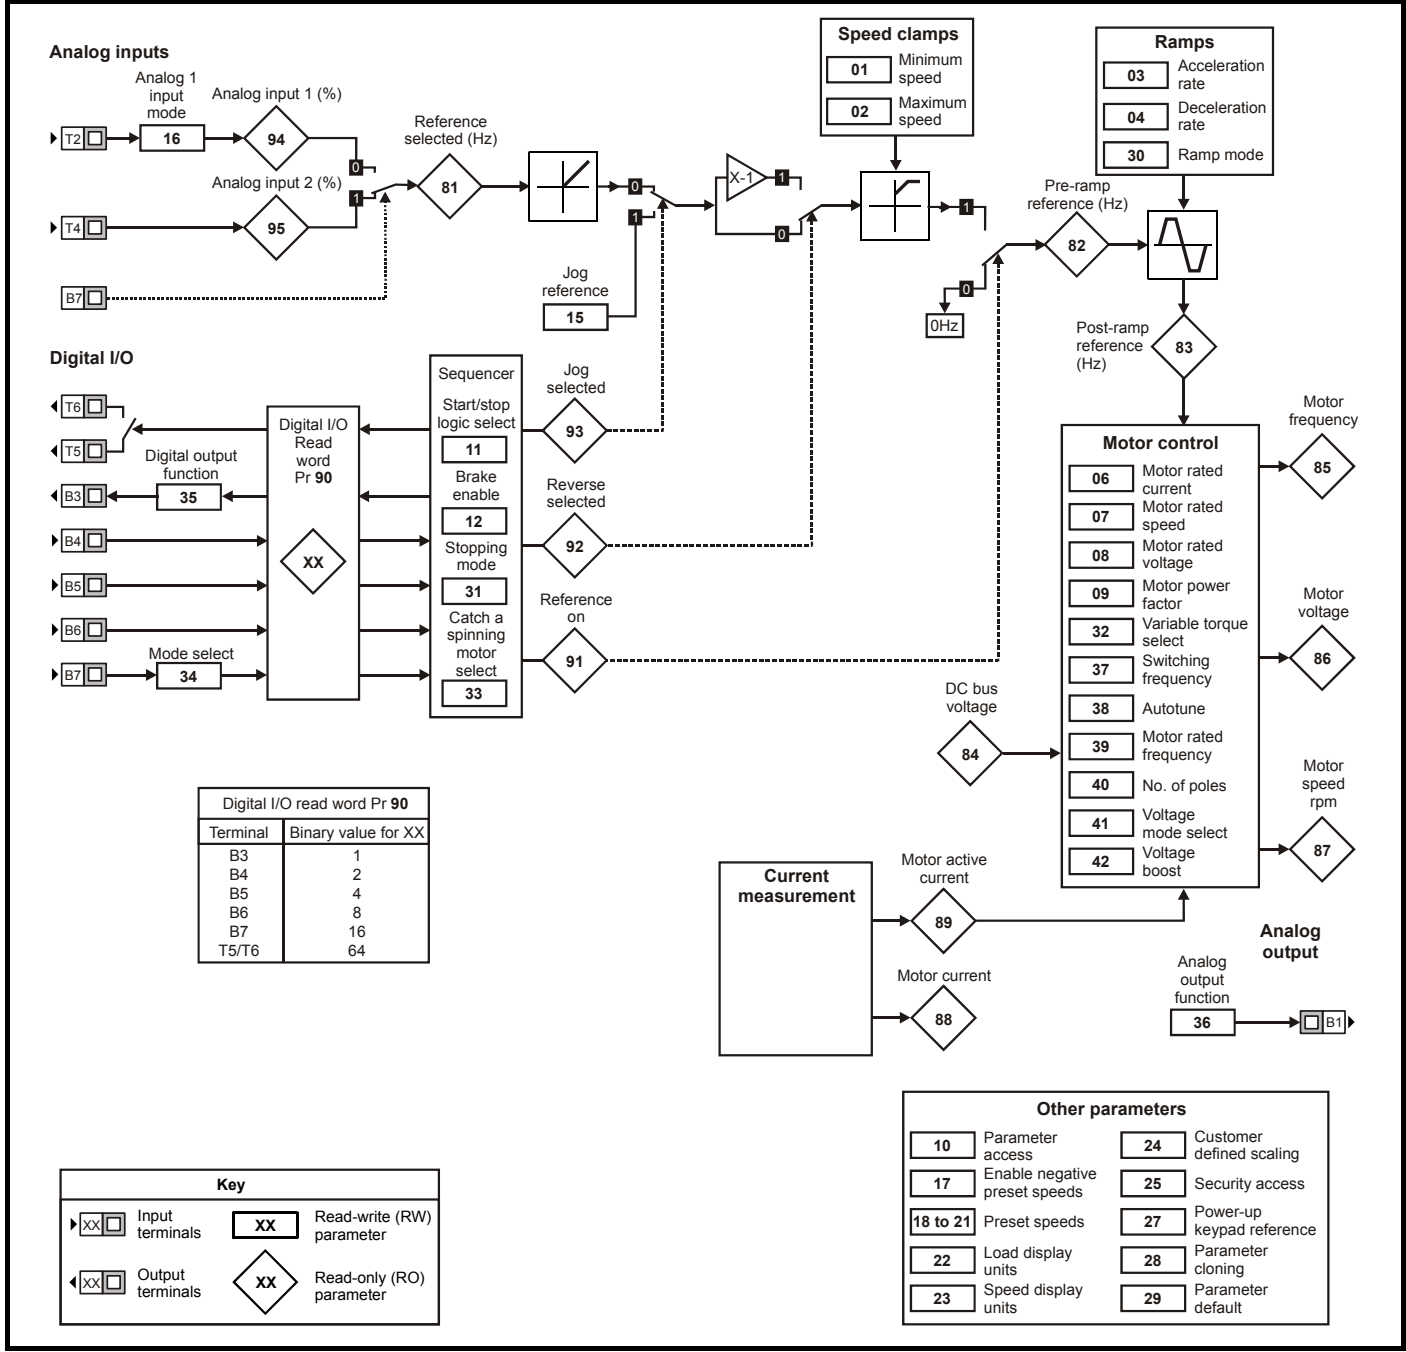 Analog inputs
Analog 1
input
mode
T2
16
Analog input 1 (%)
94
0
Analog input 2 (%)
T4
95
1
B7
Reference
selected (Hz)
81
0
1
Jog
reference
15
X-1
1
0
Speed clamps
01
Minimum
speed
02
Maximum
speed
1
0
0Hz
Pre-ramp
reference (Hz)
82
Ramps
03
Acceleration
rate
04
Deceleration
rate
30
Ramp mode
Post-ramp
reference
(Hz)
83
Digital I/O
T6
T5
B3
B4
B5
B6
B7
Digital output
function
35
Mode select
34
Digital I/O
Read
word
Pr 90
XX
Sequencer
Start/stop
logic select
11
Brake
enable
12
Stopping
mode
31
Catch a
spinning
motor
select
33
Jog
selected
93
Reverse
selected
92
Reference
on
91
DC bus
voltage
84
Motor control
06
Motor rated
current
07
Motor rated
speed
08
Motor rated
voltage
09
Motor power
factor
32
Variable torque
select
37
Switching
frequency
38
Autotune
39
Motor rated
frequency
40
No. of poles
41
Voltage
mode select
42
Voltage
boost
Motor
frequency
85
Motor
voltage
86
Motor
speed
rpm
87
Digital I/O read word Pr 90
Terminal Binary value for XX
B3 1
B4 2
B5 4
B6 8
B7 16
T5/T6 64
Current
measurement
Motor active
current
89
Motor current
88
Analog
output
Analog
output
function
36
B1
Other parameters
10
Parameter
access
17
Enable negative
preset speeds
18 to 21
Preset speeds
22
Load display
units
23
Speed display
units
24
Customer
defined scaling
25
Security access
27
Power-up
keypad reference
28
Parameter
cloning
29
Parameter
default
Key
XX
Input
terminals
XX
Read-write (RW)
parameter
XX
Output
terminals
XX
Read-only (RO)
parameter